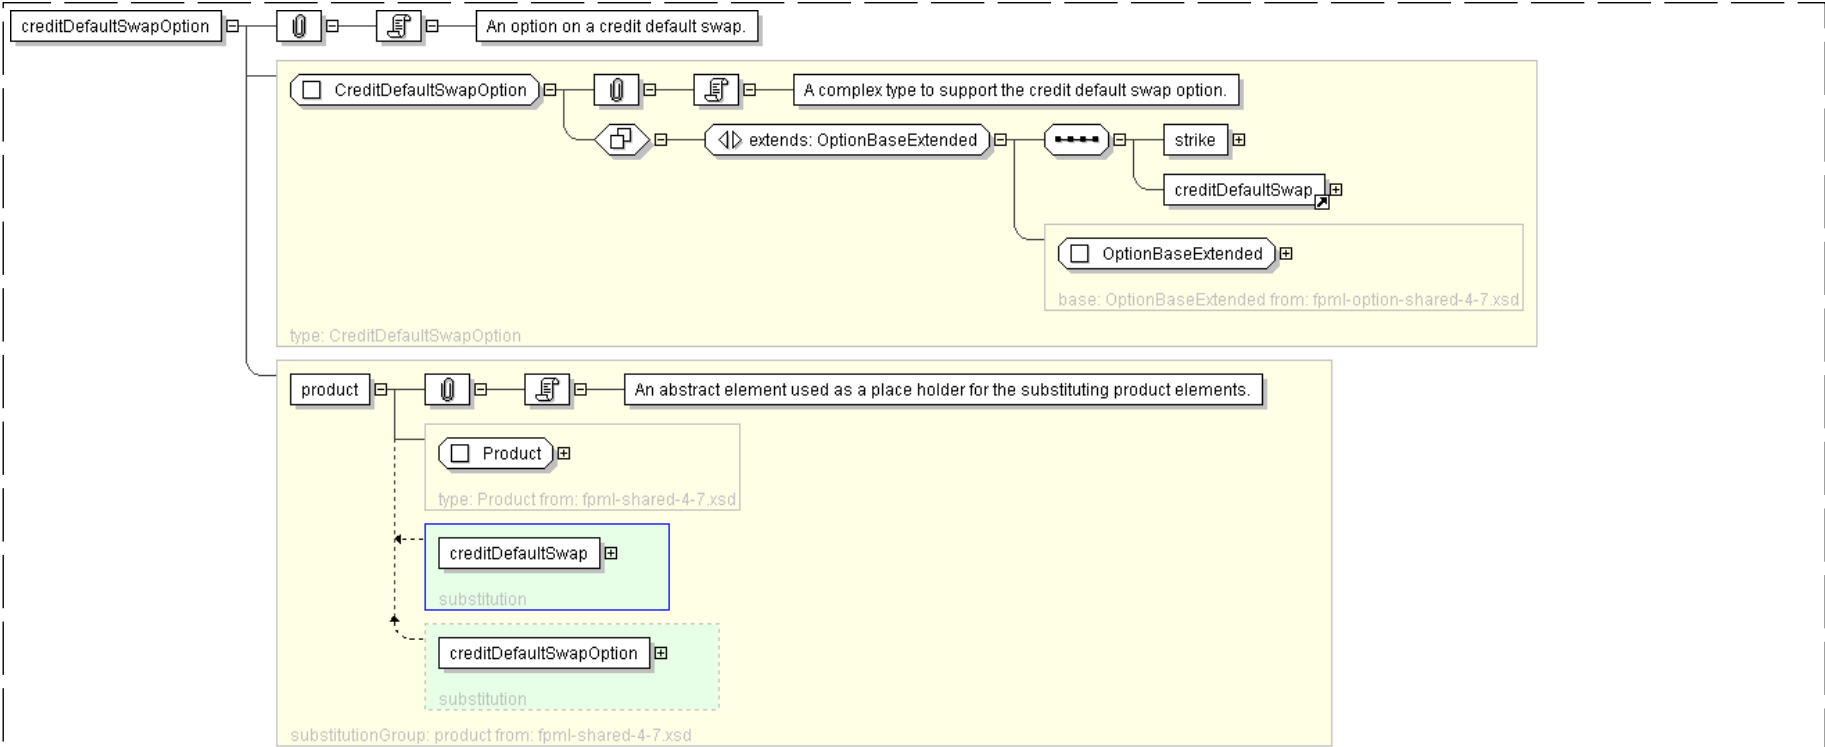 creditDefaultSwapOption
An option on a credit default swap.
CreditDefaultSwapOption
A complex type to support the credit default swap option.
extends: OptionBaseExtended
strike
creditDefaultSwap
OptionBaseExtended
base: OptionBaseExtended from: fpml-option-shared-4-7.xsd
type: CreditDefaultSwapOption
product
An abstract element used as a place holder for the substituting product elements.
Product
type: Product from: fpml-shared-4-7.xsd
creditDefaultSwap
substitution
creditDefaultSwapOption
substitution
substitutionGroup: product from: fpml-shared-4-7.xsd